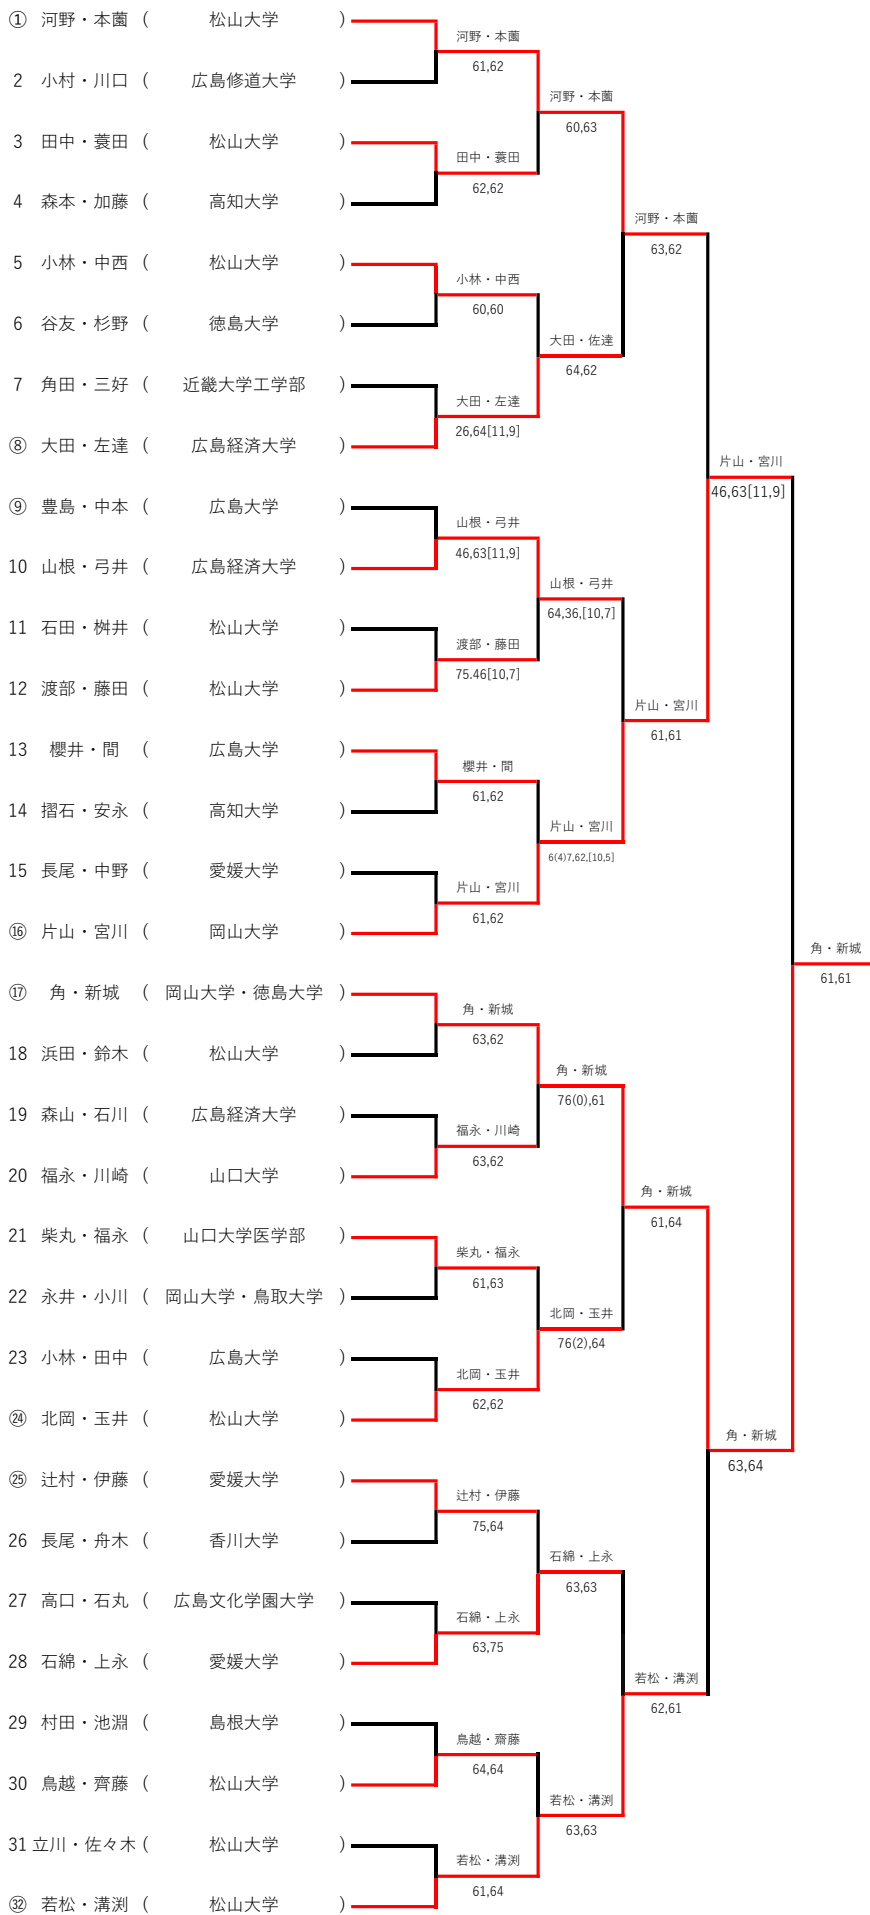 ① 河野・本薗 ( 松山大学 )
河野・本薗
61,62
2 小村・川口 ( 広島修道大学 )
河野・本薗
60,63
3 田中・蓑田 ( 松山大学 )
田中・蓑田
62,62
4 森本・加藤 ( 高知大学 )
河野・本薗
63,62
5 小林・中西 ( 松山大学 )
小林・中西
60,60
6 谷友・杉野 ( 徳島大学 )
大田・佐達
64,62
7 角田・三好 ( 近畿大学工学部 )
大田・左達
26,64[11,9]
⑧ 大田・左達 ( 広島経済大学 )
片山・宮川
46,63[11,9]
⑨ 豊島・中本 ( 広島大学 )
山根・弓井
46,63[11,9]
10 山根・弓井 ( 広島経済大学 )
山根・弓井
64,36,[10,7]
11 石田・桝井 ( 松山大学 )
渡部・藤田
75.46[10,7]
12 渡部・藤田 ( 松山大学 )
片山・宮川
61,61
13 櫻井・間 ( 広島大学 )
櫻井・間
61,62
14 摺石・安永 ( 高知大学 )
片山・宮川
6(4)7,62,[10,5]
15 長尾・中野 ( 愛媛大学 )
片山・宮川
61,62
⑯ 片山・宮川 ( 岡山大学 )
角・新城
61,61
⑰ 角・新城 ( 岡山大学・徳島大学 )
角・新城
63,62
18 浜田・鈴木 ( 松山大学 )
角・新城
76(0),61
19 森山・石川 ( 広島経済大学 )
福永・川崎
63,62
20 福永・川崎 ( 山口大学 )
角・新城
61,64
21 柴丸・福永 ( 山口大学医学部 )
柴丸・福永
61,63
22 永井・小川 ( 岡山大学・鳥取大学 )
北岡・玉井
76(2),64
23 小林・田中 ( 広島大学 )
北岡・玉井
62,62
㉔ 北岡・玉井 ( 松山大学 )
角・新城
63,64
㉕ 辻村・伊藤 ( 愛媛大学 )
辻村・伊藤
75,64
26 長尾・舟木 ( 香川大学 )
石綿・上永
63,63
27 高口・石丸 ( 広島文化学園大学 )
石綿・上永
63,75
28 石綿・上永 ( 愛媛大学 )
若松・溝渕
62,61
29 村田・池淵 ( 島根大学 )
鳥越・齊藤
64,64
30 鳥越・齊藤 ( 松山大学 )
若松・溝渕
63,63
31 立川・佐々木 ( 松山大学 )
若松・溝渕
61,64
㉜ 若松・溝渕 ( 松山大学 )